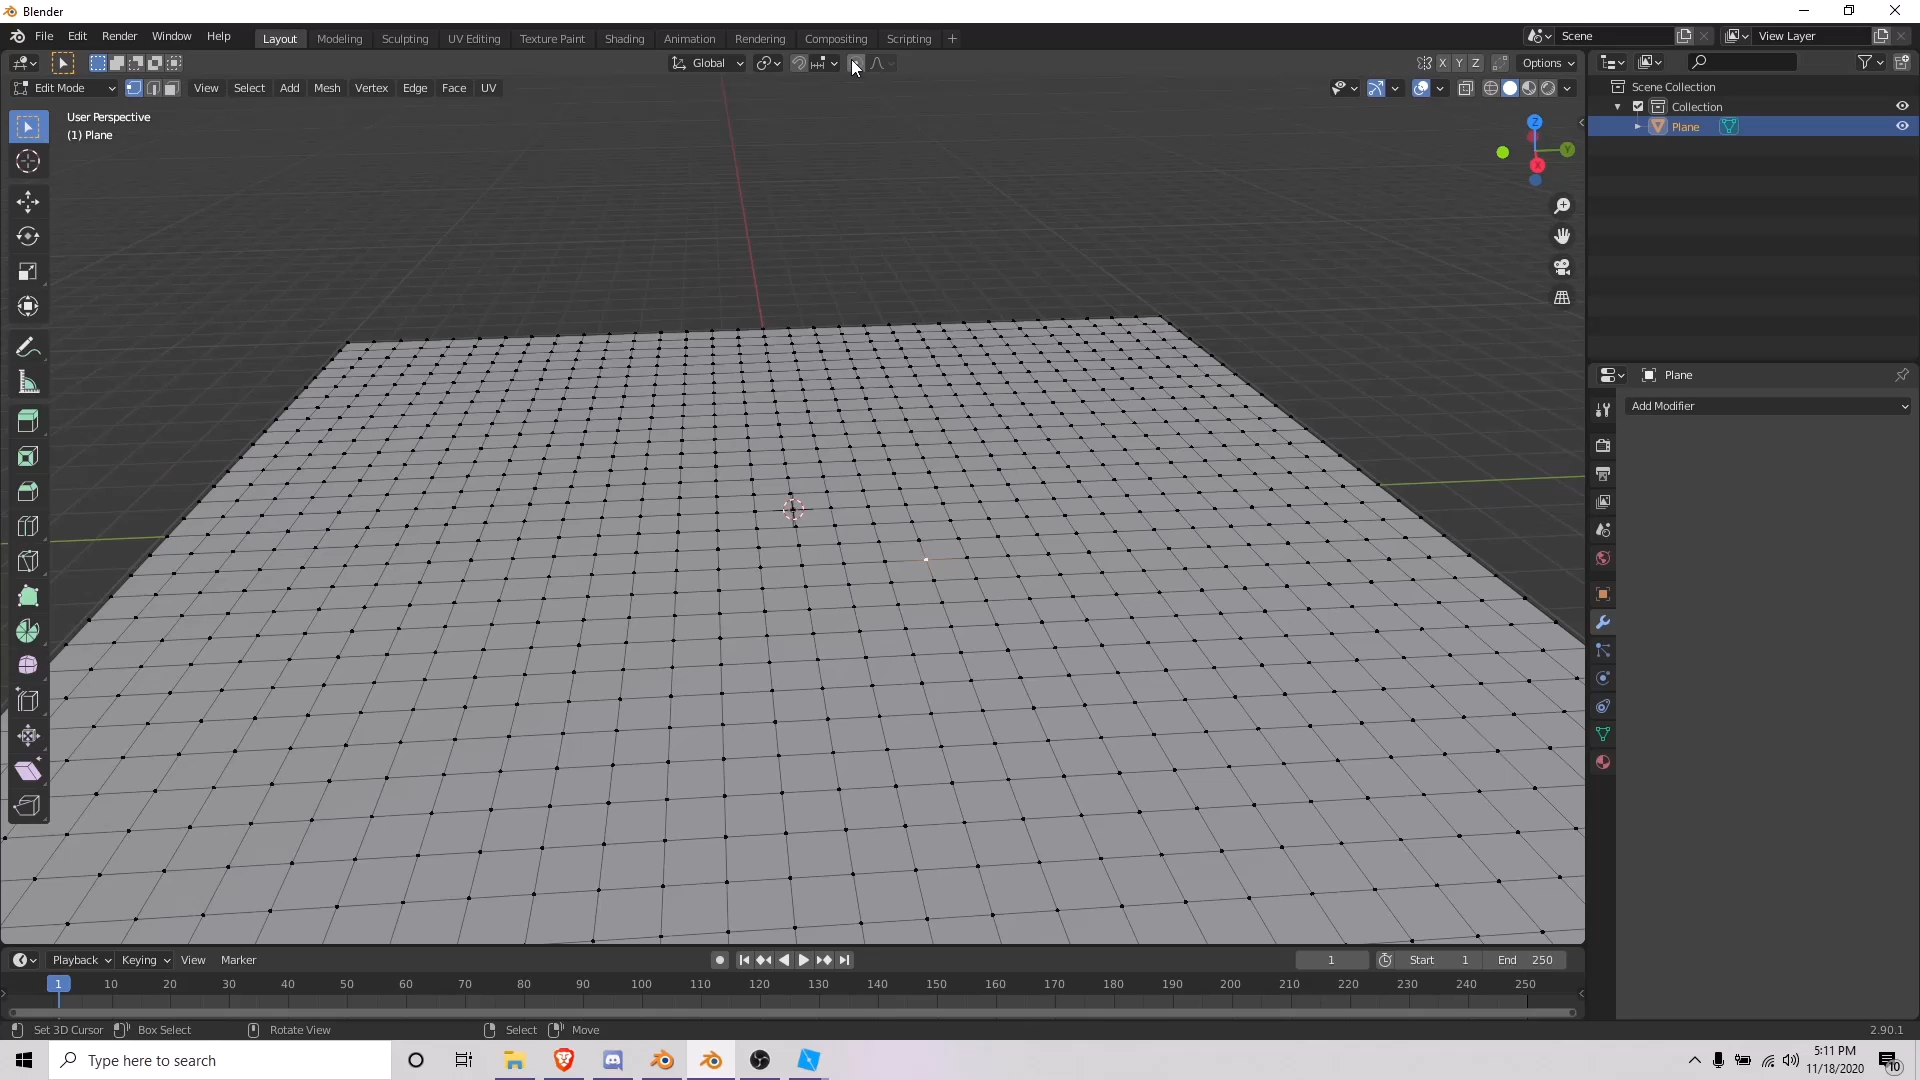 Blender
File Edit Render Window Help
Layout Modeling Sculpting UV Editing Texture Paint Shading Animation Rendering Compositing Scripting +
Scene
View Layer
Global
X Y Z
Options
Edit Mode
View Select Add Mesh Vertex Edge Face UV
User Perspective
(1) Plane
Z
Y
X
Scene Collection
Collection
Plane
Plane
Add Modifier
Playback Keying View Marker
1
Start 1
End 250
1 10 20 30 40 50 60 70 80 90 100 110 120 130 140 150 160 170 180 190 200 210 220 230 240 250
Set 3D Cursor Box Select Rotate View Select Move
2.90.1
Type here to search
5:11 PM
11/18/2020
10